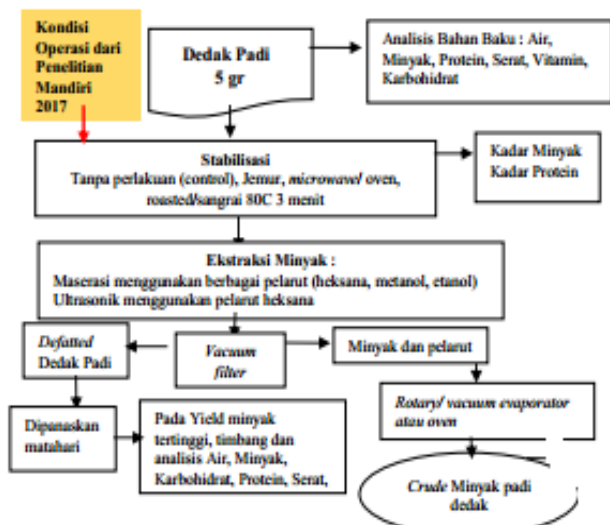 Kondisi
Operasi dari
Penelitian
Mandiri
2017
Dedak Padi
5 gr
Analisis Bahan Baku : Air,
Minyak, Protein, Serat, Vitamin,
Karbohidrat
Stabilisasi
Tanpa perlakuan (control), Jemur, microwave/ oven,
roasted/sangrai 80C 3 menit
Kadar Minyak
Kadar Protein
Ekstraksi Minyak :
Maserasi menggunakan berbagai pelarut (heksana, metanol, etanol)
Ultrasonik menggunakan pelarut heksana
Defatted
Dedak Padi
Vacuum
filter
Minyak dan pelarut
Dipanaskan
matahari
Pada Yield minyak
tertinggi, timbang dan
analisis Air, Minyak,
Karbohidrat, Protein, Serat,
Rotary/ vacuum evaporator
atau oven
Crude Minyak padi
dedak